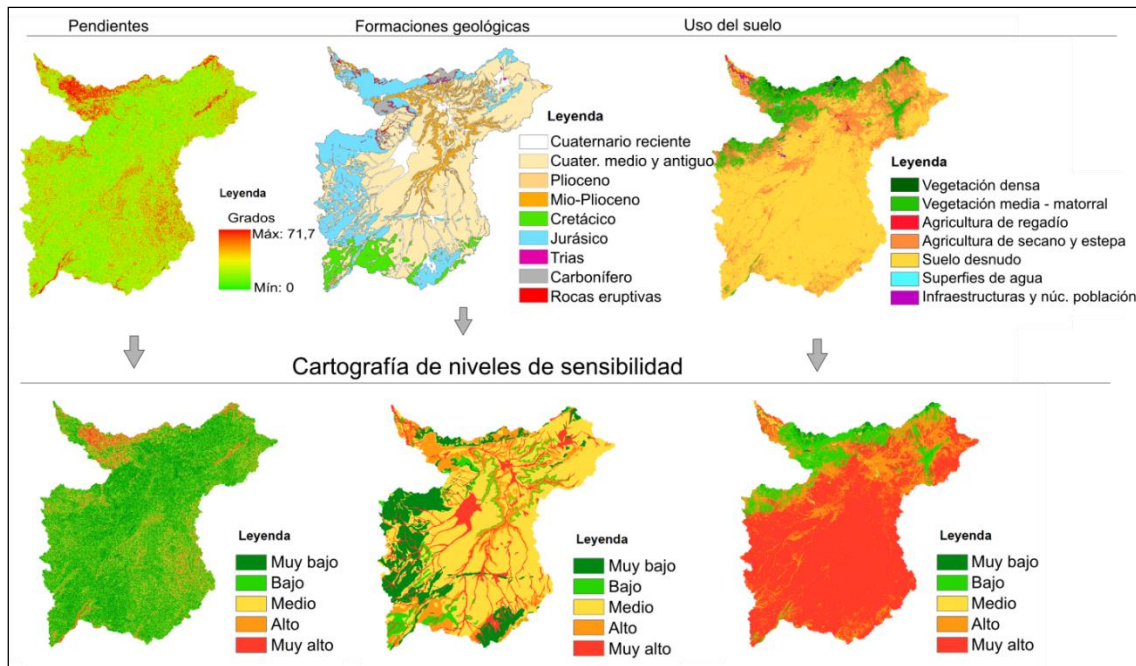 Pendientes
Formaciones geológicas
Uso del suelo
Leyenda
Grados
Máx: 71,7
Mín: 0
Leyenda
Cuaternario reciente
Cuater. medio y antiguo
Plioceno
Mio-Plioceno
Cretácico
Jurásico
Trias
Carbonífero
Rocas eruptivas
Leyenda
Vegetación densa
Vegetación media - matorral
Agricultura de regadío
Agricultura de secano y estepa
Suelo desnudo
Superfies de agua
Infraestructuras y núc. población
Cartografía de niveles de sensibilidad
Leyenda
Muy bajo
Bajo
Medio
Alto
Muy alto
Leyenda
Muy bajo
Bajo
Medio
Alto
Muy alto
Leyenda
Muy bajo
Bajo
Medio
Alto
Muy alto